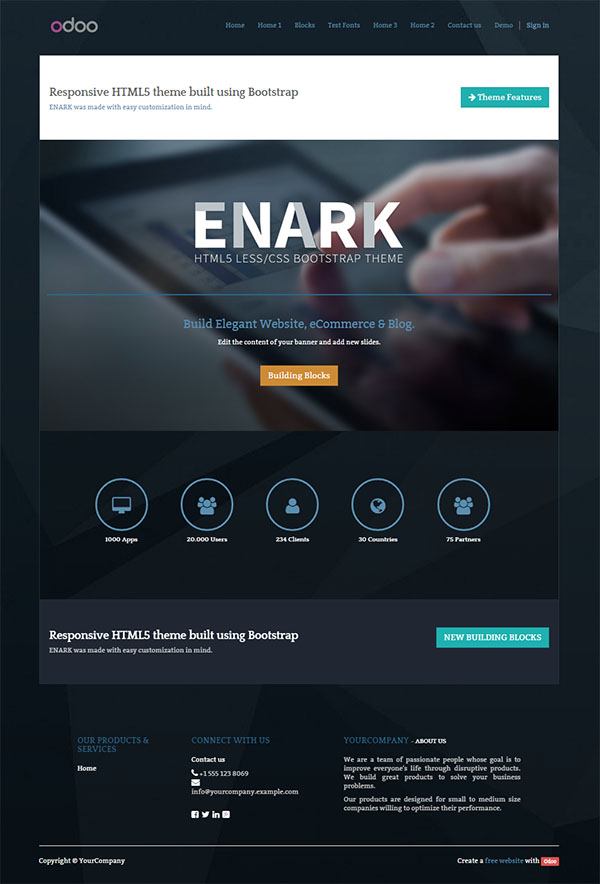 odoo
Home Home 1 Blocks Test Fonts Home 3 Home 2 Contact us Demo Sign in
Responsive HTML5 theme built using Bootstrap
ENARK was made with easy customization in mind.
Theme Features
ENARK
HTML5 LESS/CSS BOOTSTRAP THEME
Build Elegant Website, eCommerce & Blog.
Edit the content of your banner and add new slides.
Building Blocks
1000 Apps 20.000 Users 234 Clients 30 Countries 75 Partners
Responsive HTML5 theme built using Bootstrap
ENARK was made with easy customization in mind.
NEW BUILDING BLOCKS
OUR PRODUCTS &
SERVICES
Home
CONNECT WITH US
Contact us
+1 555 123 8069
info@yourcompany.example.com
YOURCOMPANY - ABOUT US
We are a team of passionate people whose goal is to
improve everyone's life through disruptive products.
We build great products to solve your business
problems.
Our products are designed for small to medium size
companies willing to optimize their performance.
Copyright © YourCompany
Create a free website with Odoo